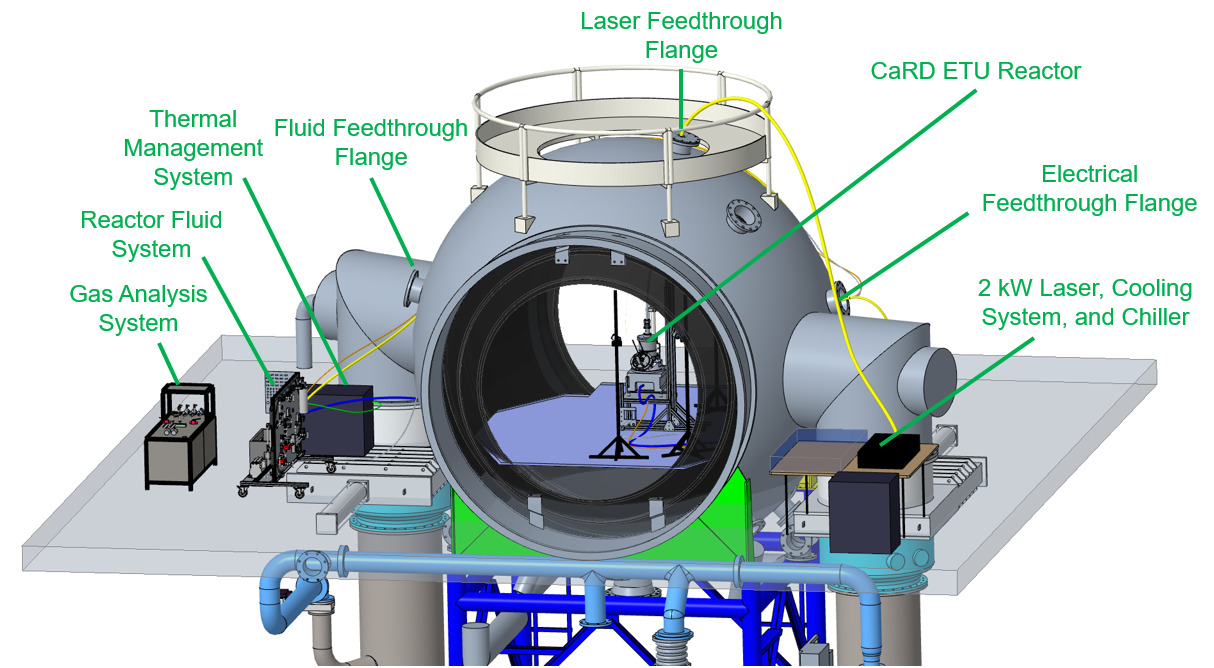 Laser Feedthrough
Flange
CaRD ETU Reactor
Thermal
Management
System
Fluid Feedthrough
Flange
Electrical
Feedthrough Flange
Reactor Fluid
System
Gas Analysis
System
2 kW Laser, Cooling
System, and Chiller